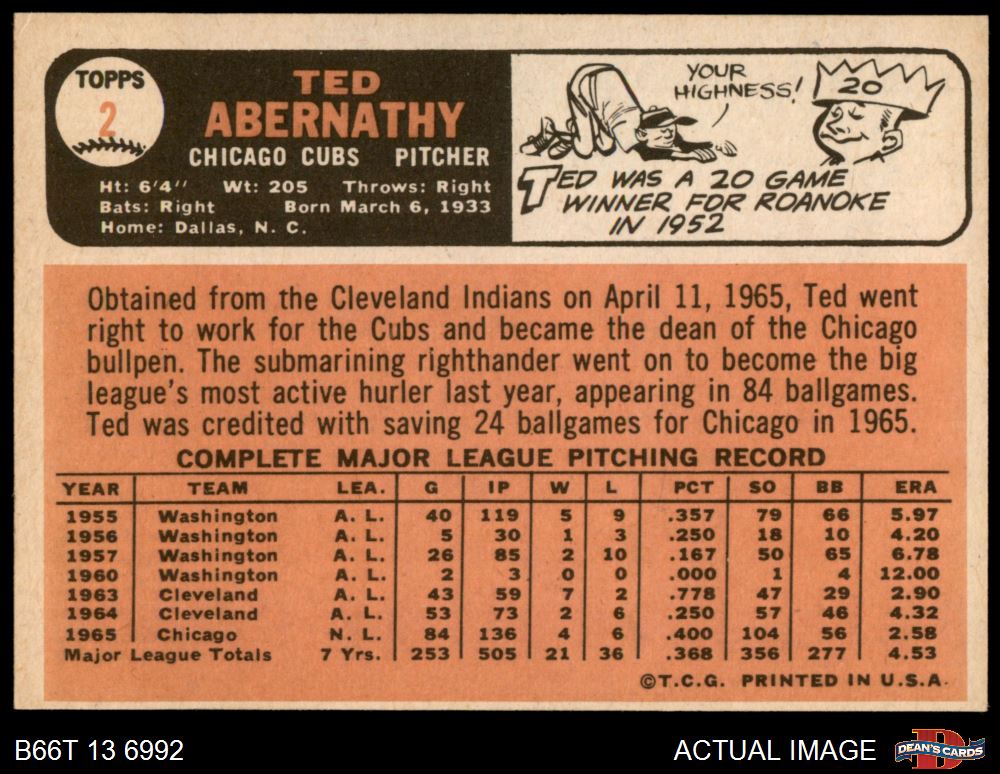 TOPPS
2
TED
ABERNATHY
CHICAGO CUBS PITCHER
Ht: 6'4" Wt: 205 Throws: Right
Bats: Right Born March 6, 1933
Home: Dallas, N. C.
YOUR
HIGHNESS!
20
TED WAS A 20 GAME
WINNER FOR ROANOKE
IN 1952
Obtained from the Cleveland Indians on April 11, 1965, Ted went
right to work for the Cubs and became the dean of the Chicago
bullpen. The submarining righthander went on to become the big
league's most active hurler last year, appearing in 84 ballgames.
Ted was credited with saving 24 ballgames for Chicago in 1965.
COMPLETE MAJOR LEAGUE PITCHING RECORD
YEAR TEAM LEA. G IP W L PCT SO BB ERA
1955 Washington A. L. 40 119 5 9 .357 79 66 5.97
1956 Washington A. L. 5 30 1 3 .250 18 10 4.20
1957 Washington A. L. 26 85 2 10 .167 50 65 6.78
1960 Washington A. L. 2 3 0 0 .000 1 4 12.00
1963 Cleveland A. L. 43 59 7 2 .778 47 29 2.90
1964 Cleveland A. L. 53 73 2 6 .250 57 46 4.32
1965 Chicago N. L. 84 136 4 6 .400 104 56 2.58
Major League Totals 7 Yrs. 253 505 21 36 .368 356 277 4.53
©T.C.G. PRINTED IN U.S.A.
B66T 13 6992
ACTUAL IMAGE
DEAN'S CARDS